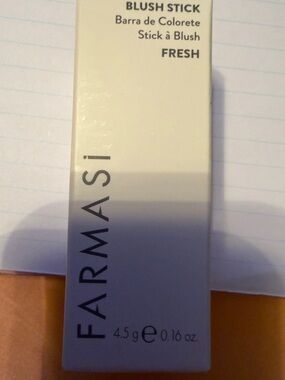 BLUSH STICK
Barra de Colorete
Stick à Blush
FRESH
FARMASi
4.5 g e 0.16 oz.